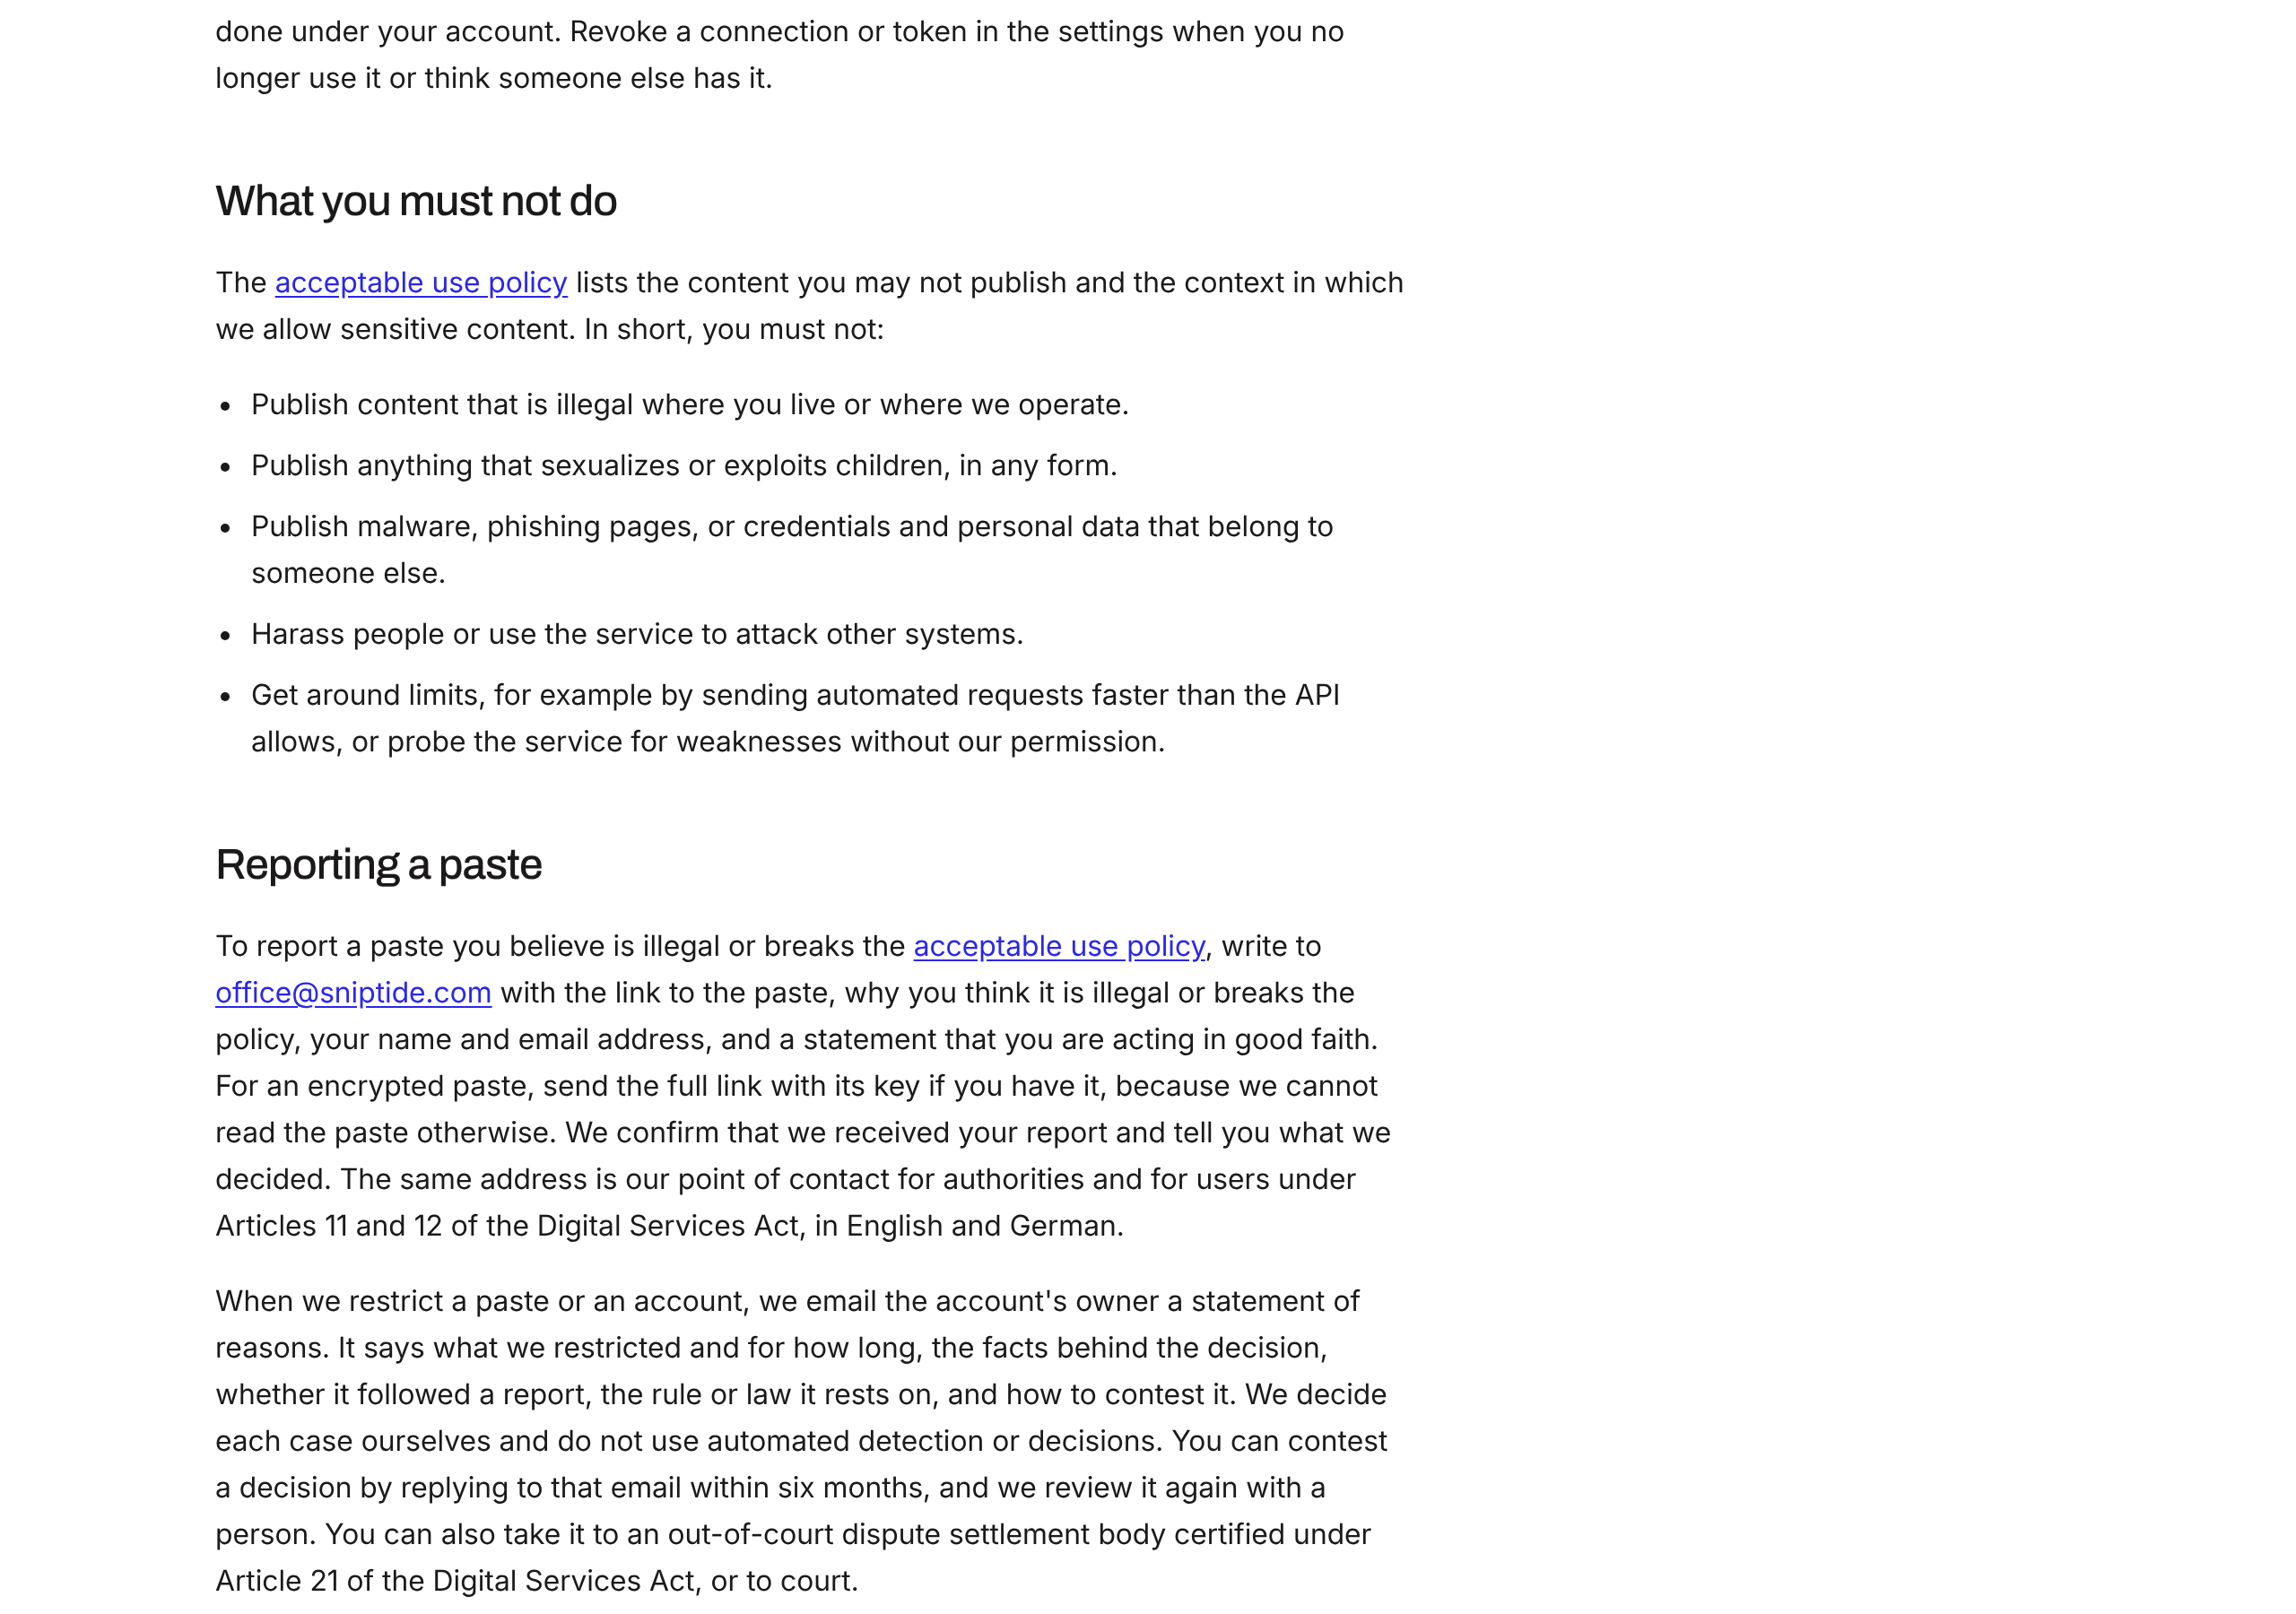 done under your account. Revoke a connection or token in the settings when you no
longer use it or think someone else has it.
What you must not do
The acceptable use policy lists the content you may not publish and the context in which
we allow sensitive content. In short, you must not:
• Publish content that is illegal where you live or where we operate.
• Publish anything that sexualizes or exploits children, in any form.
• Publish malware, phishing pages, or credentials and personal data that belong to
someone else.
• Harass people or use the service to attack other systems.
• Get around limits, for example by sending automated requests faster than the API
allows, or probe the service for weaknesses without our permission.
Reporting a paste
To report a paste you believe is illegal or breaks the acceptable use policy, write to
office@sniptide.com with the link to the paste, why you think it is illegal or breaks the
policy, your name and email address, and a statement that you are acting in good faith.
For an encrypted paste, send the full link with its key if you have it, because we cannot
read the paste otherwise. We confirm that we received your report and tell you what we
decided. The same address is our point of contact for authorities and for users under
Articles 11 and 12 of the Digital Services Act, in English and German.
When we restrict a paste or an account, we email the account's owner a statement of
reasons. It says what we restricted and for how long, the facts behind the decision,
whether it followed a report, the rule or law it rests on, and how to contest it. We decide
each case ourselves and do not use automated detection or decisions. You can contest
a decision by replying to that email within six months, and we review it again with a
person. You can also take it to an out-of-court dispute settlement body certified under
Article 21 of the Digital Services Act, or to court.